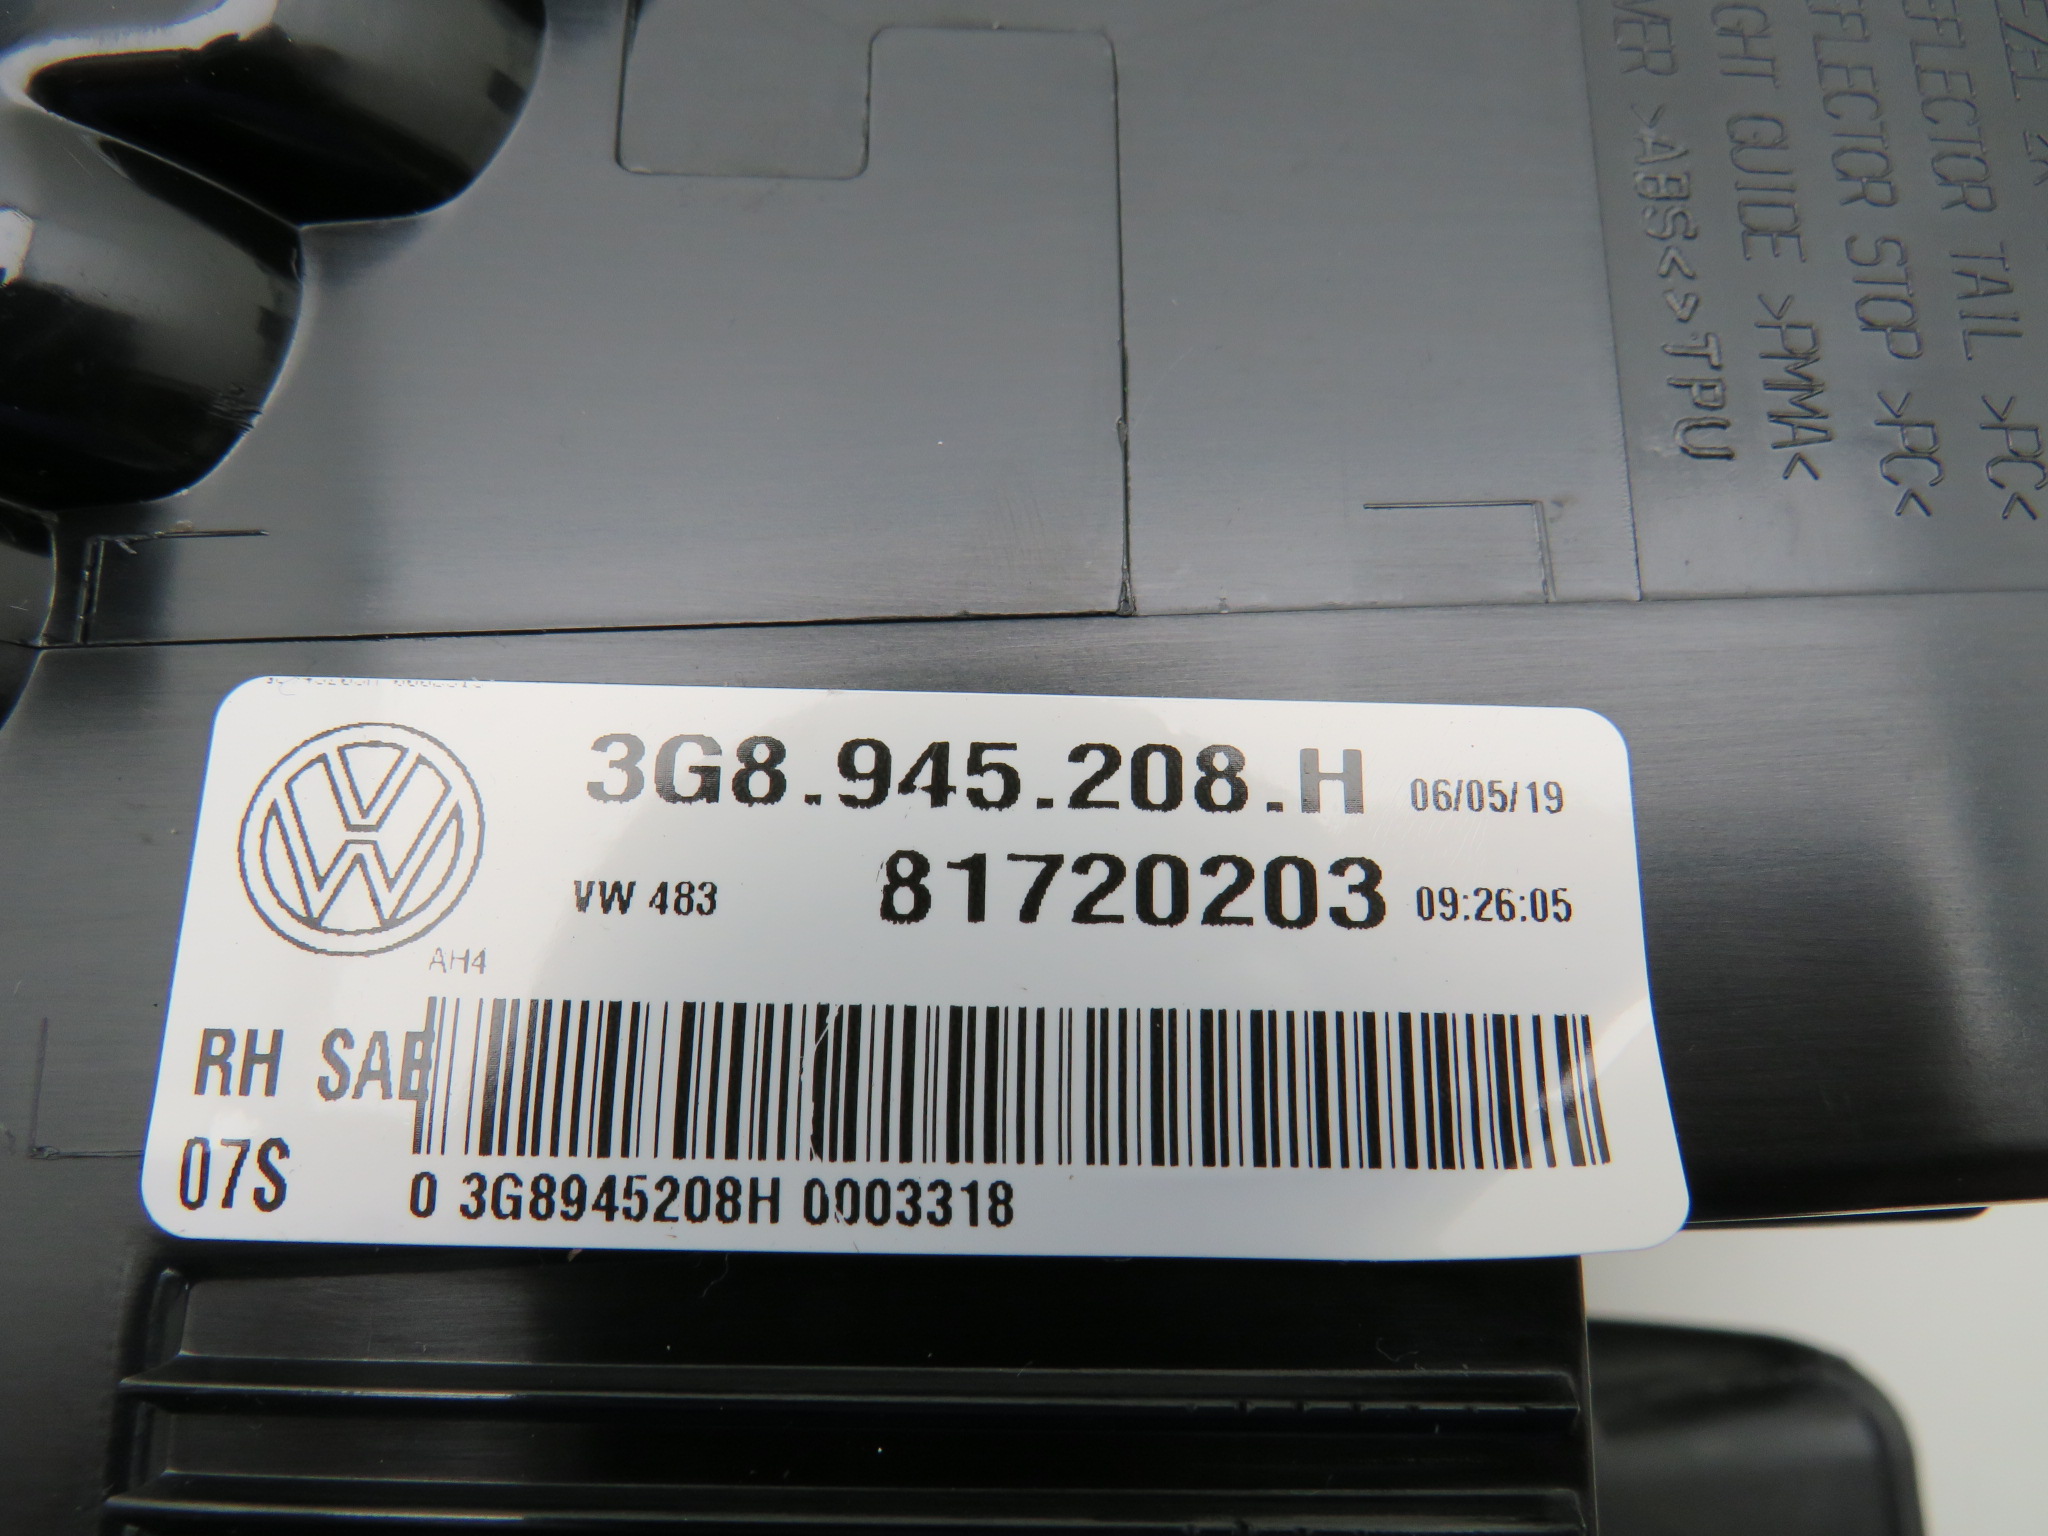 VER >ABS<>TPU
GHT GUIDE >PMMA<
FLECTOR STOP >PC<
EFLECTOR TAIL >PC<
3G8.945.208.H 06/05/19
VW 483 81720203 09:26:05
AH4
RH SAE
07S
0 3G8945208H 0003318